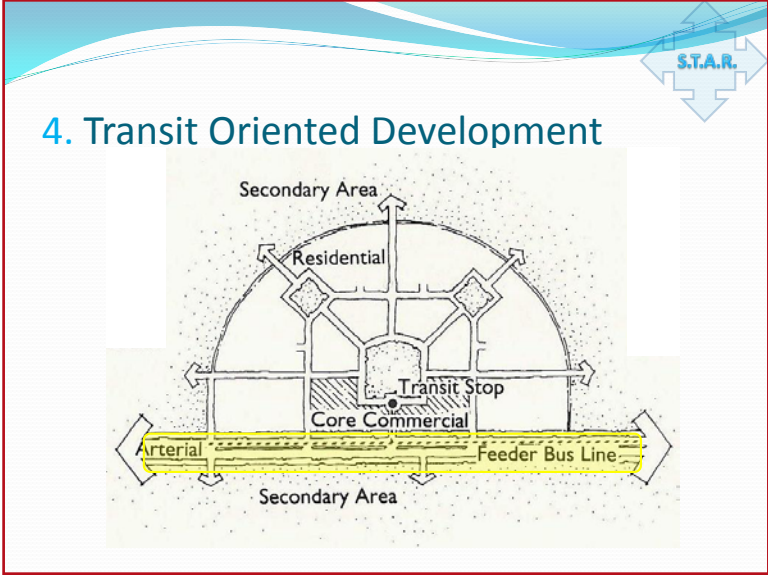 S.T.A.R.
4. Transit Oriented Development
Secondary Area
Residential
Transit Stop
Core Commercial
Arterial
Feeder Bus Line
Secondary Area